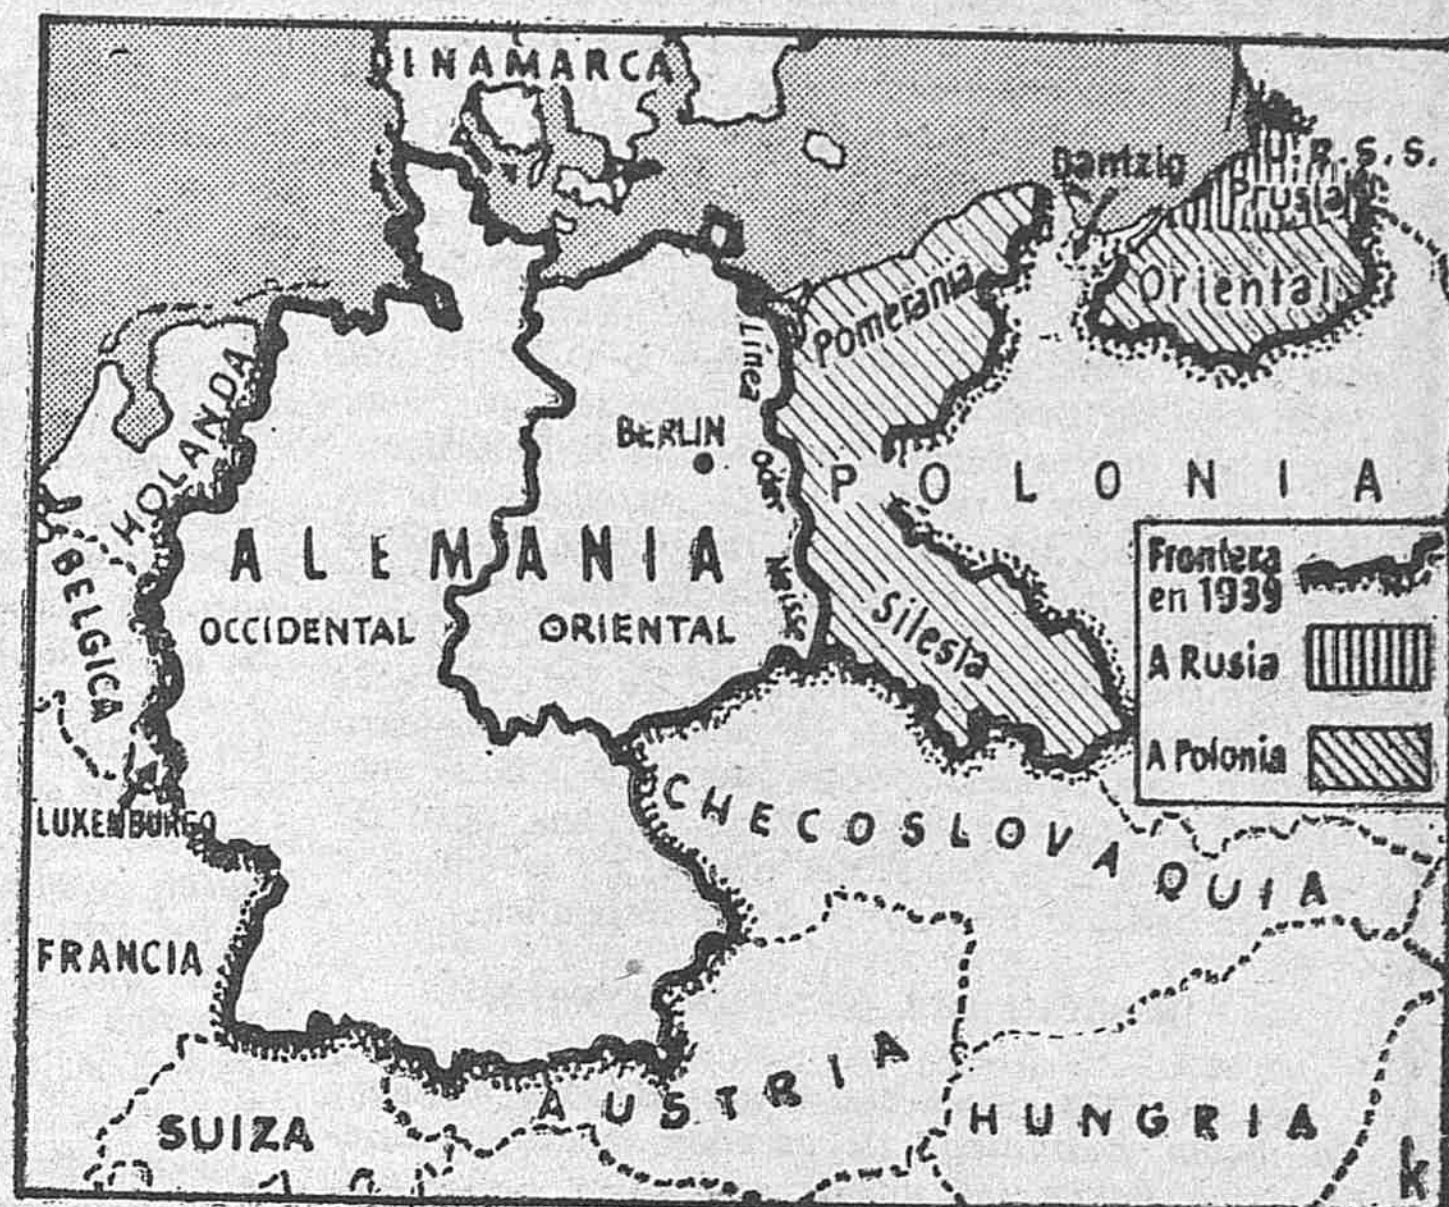 DINAMARCA
Dantzig
U.R.S.S.
Prusia
Oriental
Pomerania
Línea
Oder
Neisse
HOLANDA
BERLIN
POLONIA
ALEMANIA
OCCIDENTAL
ORIENTAL
BELGICA
Silesia
Frontera
en 1939
A Rusia
A Polonia
LUXEMBURGO
CHECOSLOVAQUIA
FRANCIA
AUSTRIA
SUIZA
HUNGRIA
k